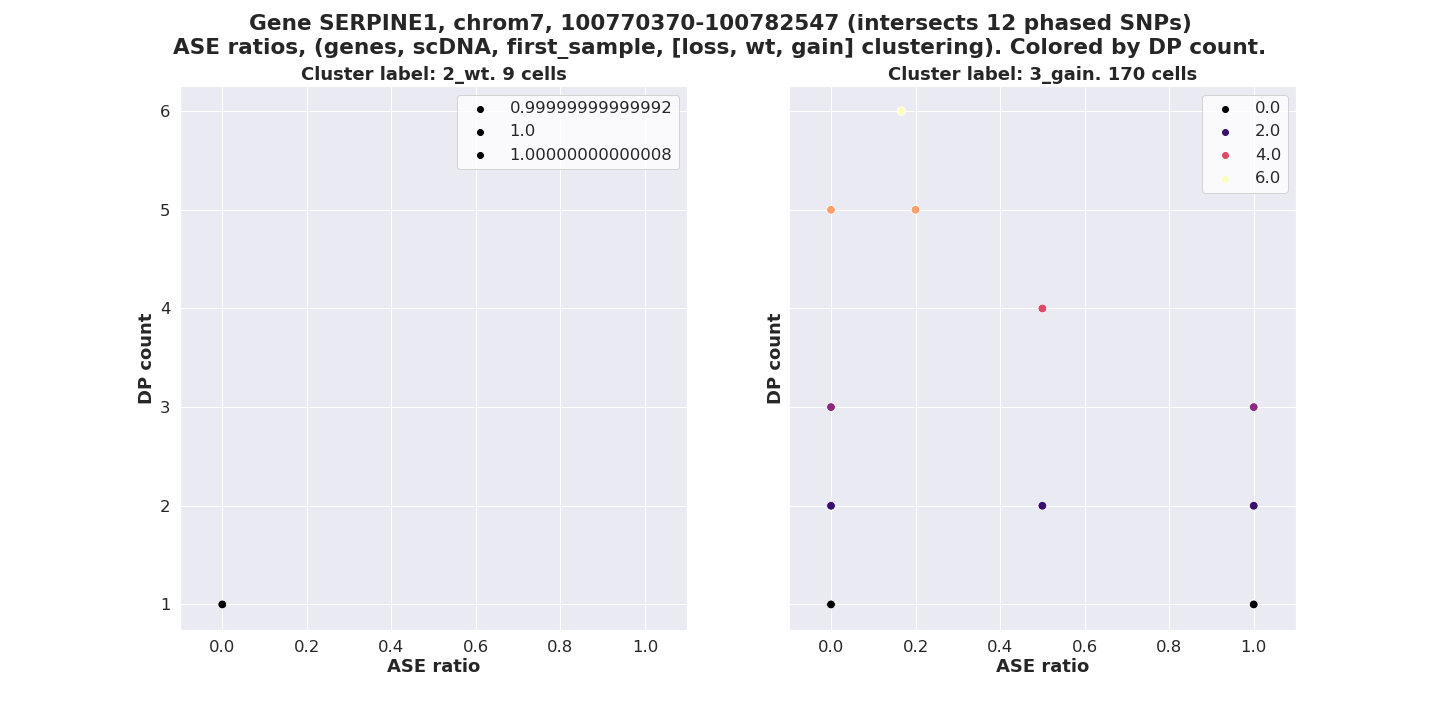 Gene SERPINE1, chrom7, 100770370-100782547 (intersects 12 phased SNPs)
ASE ratios, (genes, scDNA, first_sample, [loss, wt, gain] clustering). Colored by DP count.
Cluster label: 2_wt. 9 cells
0.99999999999992
1.0
1.00000000000008
6
5
4
3
2
1
DP count
0.0 0.2 0.4 0.6 0.8 1.0
ASE ratio
Cluster label: 3_gain. 170 cells
0.0
2.0
4.0
6.0
DP count
0.0 0.2 0.4 0.6 0.8 1.0
ASE ratio